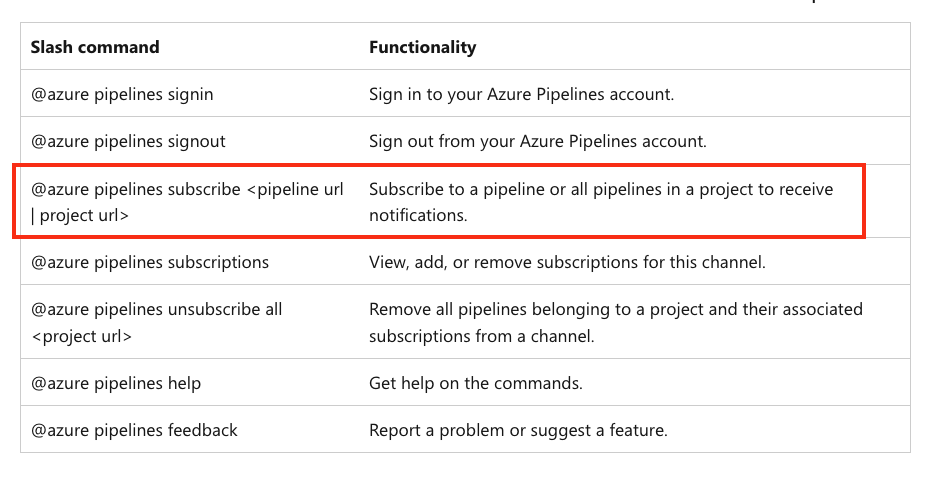 Slash command Functionality
@azure pipelines signin Sign in to your Azure Pipelines account.
@azure pipelines signout Sign out from your Azure Pipelines account.
@azure pipelines subscribe <pipeline url Subscribe to a pipeline or all pipelines in a project to receive
| project url> notifications.
@azure pipelines subscriptions View, add, or remove subscriptions for this channel.
@azure pipelines unsubscribe all Remove all pipelines belonging to a project and their associated
<project url> subscriptions from a channel.
@azure pipelines help Get help on the commands.
@azure pipelines feedback Report a problem or suggest a feature.